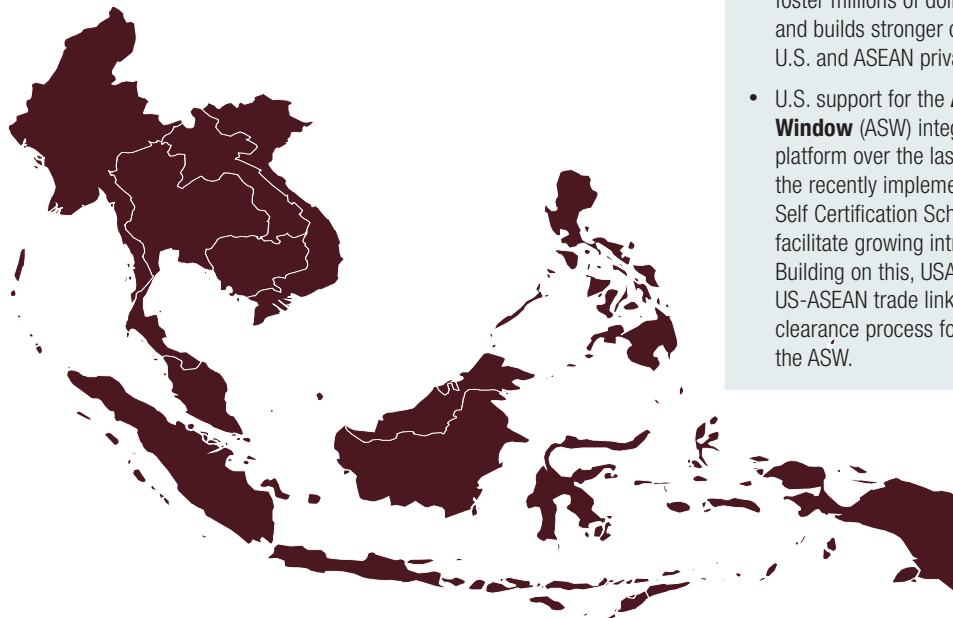 foster millions of dol
and builds stronger
U.S. and ASEAN priva
• U.S. support for the
Window (ASW) integ
platform over the las
the recently impleme
Self Certification Sch
facilitate growing intr
Building on this, USA
US-ASEAN trade link
clearance process fo
the ASW.